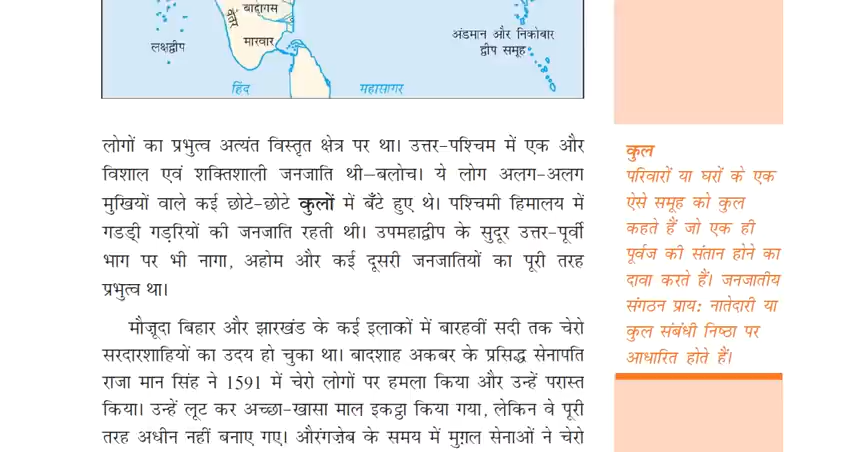 बाद्दागस
वैतर
मारवार
लक्षद्वीप
अंडमान और निकोबार
द्वीप समूह
हिंद महासागर
लोगों का प्रभुत्व अत्यंत विस्तृत क्षेत्र पर था। उत्तर-पश्चिम में एक और
विशाल एवं शक्तिशाली जनजाति थी—बलोच। ये लोग अलग-अलग
मुखियों वाले कई छोटे-छोटे कुलों में बँटे हुए थे। पश्चिमी हिमालय में
गडड्ी गड़रियों की जनजाति रहती थी। उपमहाद्वीप के सुदूर उत्तर-पूर्वी
भाग पर भी नागा, अहोम और कई दूसरी जनजातियों का पूरी तरह
प्रभुत्व था।
मौजूदा बिहार और झारखंड के कई इलाकों में बारहवीं सदी तक चेरो
सरदारशाहियों का उदय हो चुका था। बादशाह अकबर के प्रसिद्ध सेनापति
राजा मान सिंह ने 1591 में चेरो लोगों पर हमला किया और उन्हें परास्त
किया। उन्हें लूट कर अच्छा-खासा माल इकट्ठा किया गया, लेकिन वे पूरी
तरह अधीन नहीं बनाए गए। औरंगज़ेब के समय में मुग़ल सेनाओं ने चेरो
कुल
परिवारों या घरों के एक
ऐसे समूह को कुल
कहते हैं जो एक ही
पूर्वज की संतान होने का
दावा करते हैं। जनजातीय
संगठन प्राय: नातेदारी या
कुल संबंधी निष्ठा पर
आधारित होते हैं।